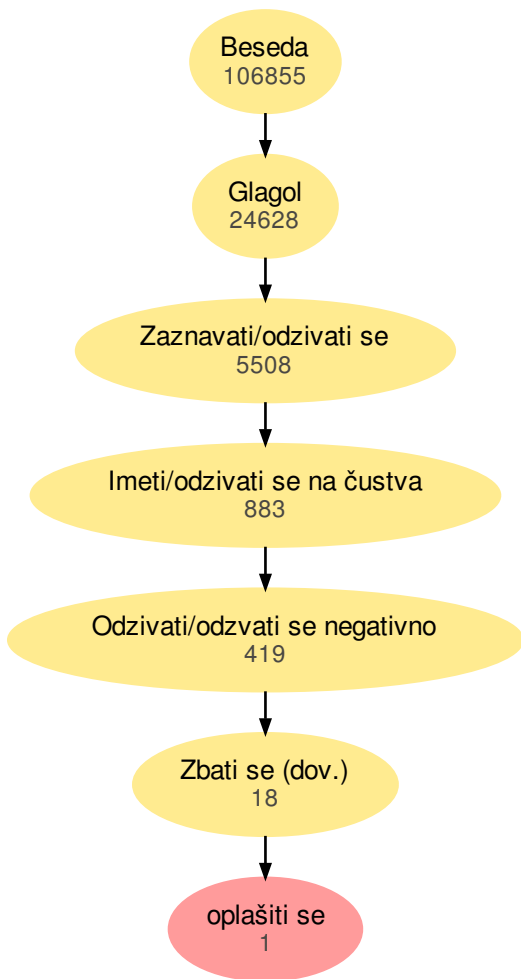 Beseda
106855
Glagol
24628
Zaznavati/odzivati se
5508
Imeti/odzivati se na čustva
883
Odzivati/odzvati se negativno
419
Zbati se (dov.)
18
oplašiti se
1